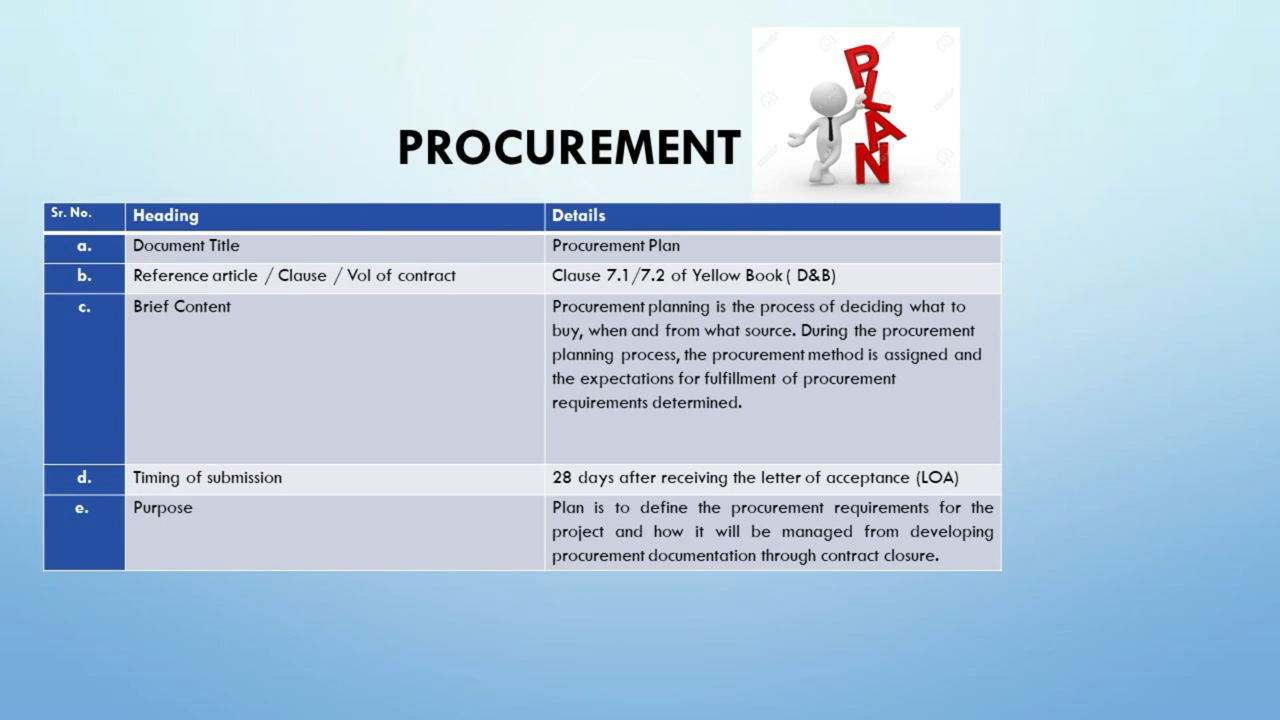 PROCUREMENT
PLAN
Sr. No. Heading Details
a. Document Title Procurement Plan
b. Reference article / Clause / Vol of contract Clause 7.1/7.2 of Yellow Book ( D&B)
c. Brief Content Procurement planning is the process of deciding what to
buy, when and from what source. During the procurement
planning process, the procurement method is assigned and
the expectations for fulfillment of procurement
requirements determined.
d. Timing of submission 28 days after receiving the letter of acceptance (LOA)
e. Purpose Plan is to define the procurement requirements for the
project and how it will be managed from developing
procurement documentation through contract closure.